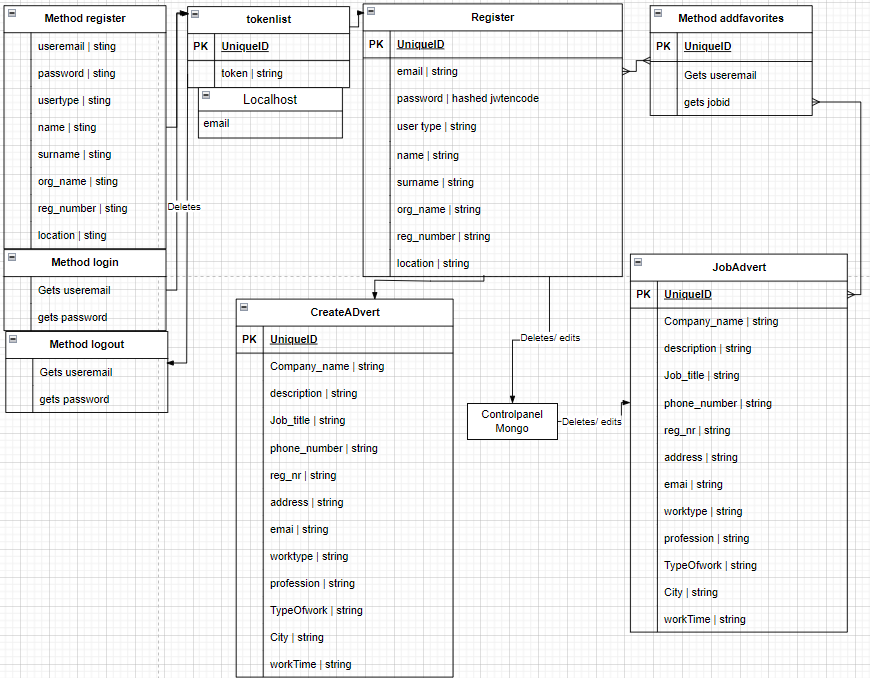 Method register
useremail | sting
password | sting
usertype | sting
name | sting
surname | sting
org_name | sting
reg_number | sting
location | sting
Method login
Gets useremail
gets password
Method logout
Gets useremail
gets password
Deletes
tokenlist
PK UniqueID
token | string
Localhost
email
Register
PK UniqueID
email | string
password | hashed jwtencode
user type | string
name | string
surname | string
org_name | string
reg_number | string
location | string
Method addfavorites
PK UniqueID
Gets useremail
gets jobid
CreateADvert
PK UniqueID
Company_name | string
description | string
Job_title | string
phone_number | string
reg_nr | string
address | string
emai | string
worktype | string
profession | string
TypeOfwork | string
City | string
workTime | string
Deletes/ edits
Controlpanel
Mongo
Deletes/ edits
JobAdvert
PK UniqueID
Company_name | string
description | string
Job_title | string
phone_number | string
reg_nr | string
address | string
emai | string
worktype | string
profession | string
TypeOfwork | string
City | string
workTime | string